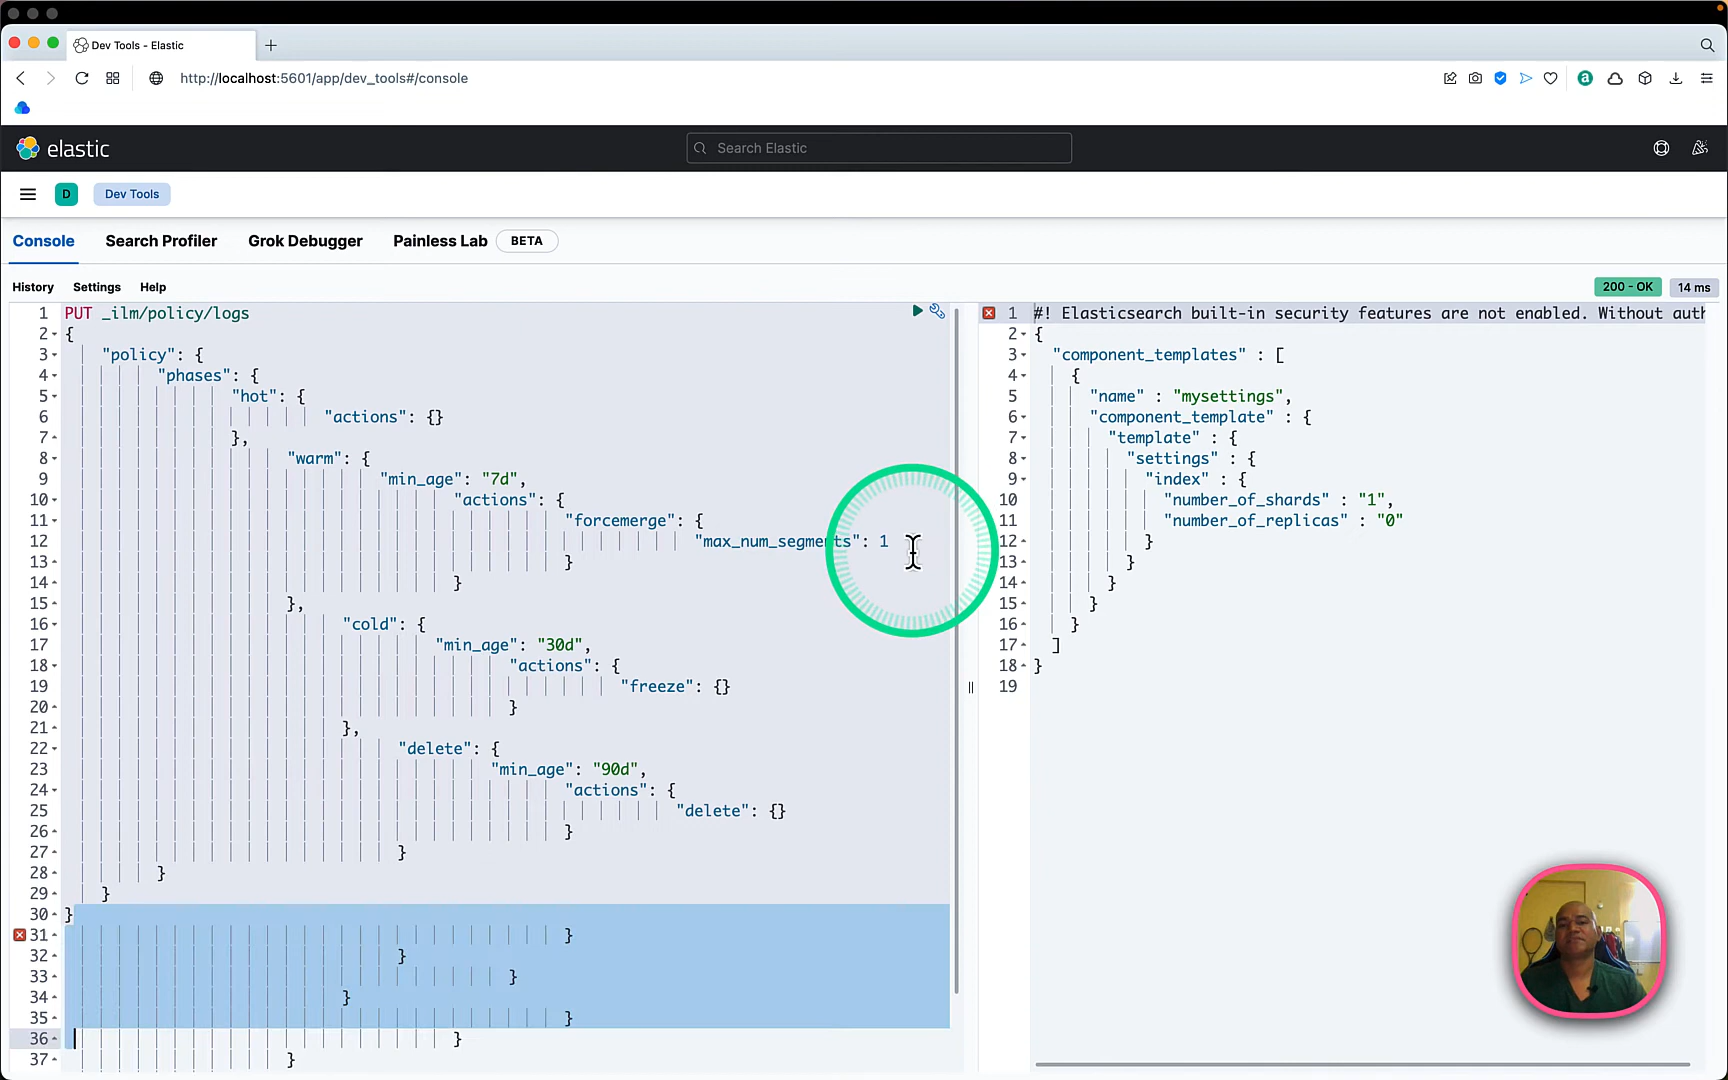 Dev Tools - Elastic
http://localhost:5601/app/dev_tools#/console
elastic
Search Elastic
D
Dev Tools
Console
Search Profiler
Grok Debugger
Painless Lab
BETA
History
Settings
Help
200 - OK
14 ms
1 PUT _ilm/policy/logs
2 {
3 "policy": {
4 "phases": {
5 "hot": {
6 "actions": {}
7 },
8 "warm": {
9 "min_age": "7d",
10 "actions": {
11 "forcemerge": {
12 "max_num_segments": 1
13 }
14 }
15 },
16 "cold": {
17 "min_age": "30d",
18 "actions": {
19 "freeze": {}
20 }
21 },
22 "delete": {
23 "min_age": "90d",
24 "actions": {
25 "delete": {}
26 }
27 }
28 }
29 }
30 }
31 }
32 }
33 }
34 }
35 }
36 }
37 }
1 #! Elasticsearch built-in security features are not enabled. Without auth
2 {
3 "component_templates" : [
4 {
5 "name" : "mysettings",
6 "component_template" : {
7 "template" : {
8 "settings" : {
9 "index" : {
10 "number_of_shards" : "1",
11 "number_of_replicas" : "0"
12 }
13 }
14 }
15 }
16 }
17 ]
18 }
19